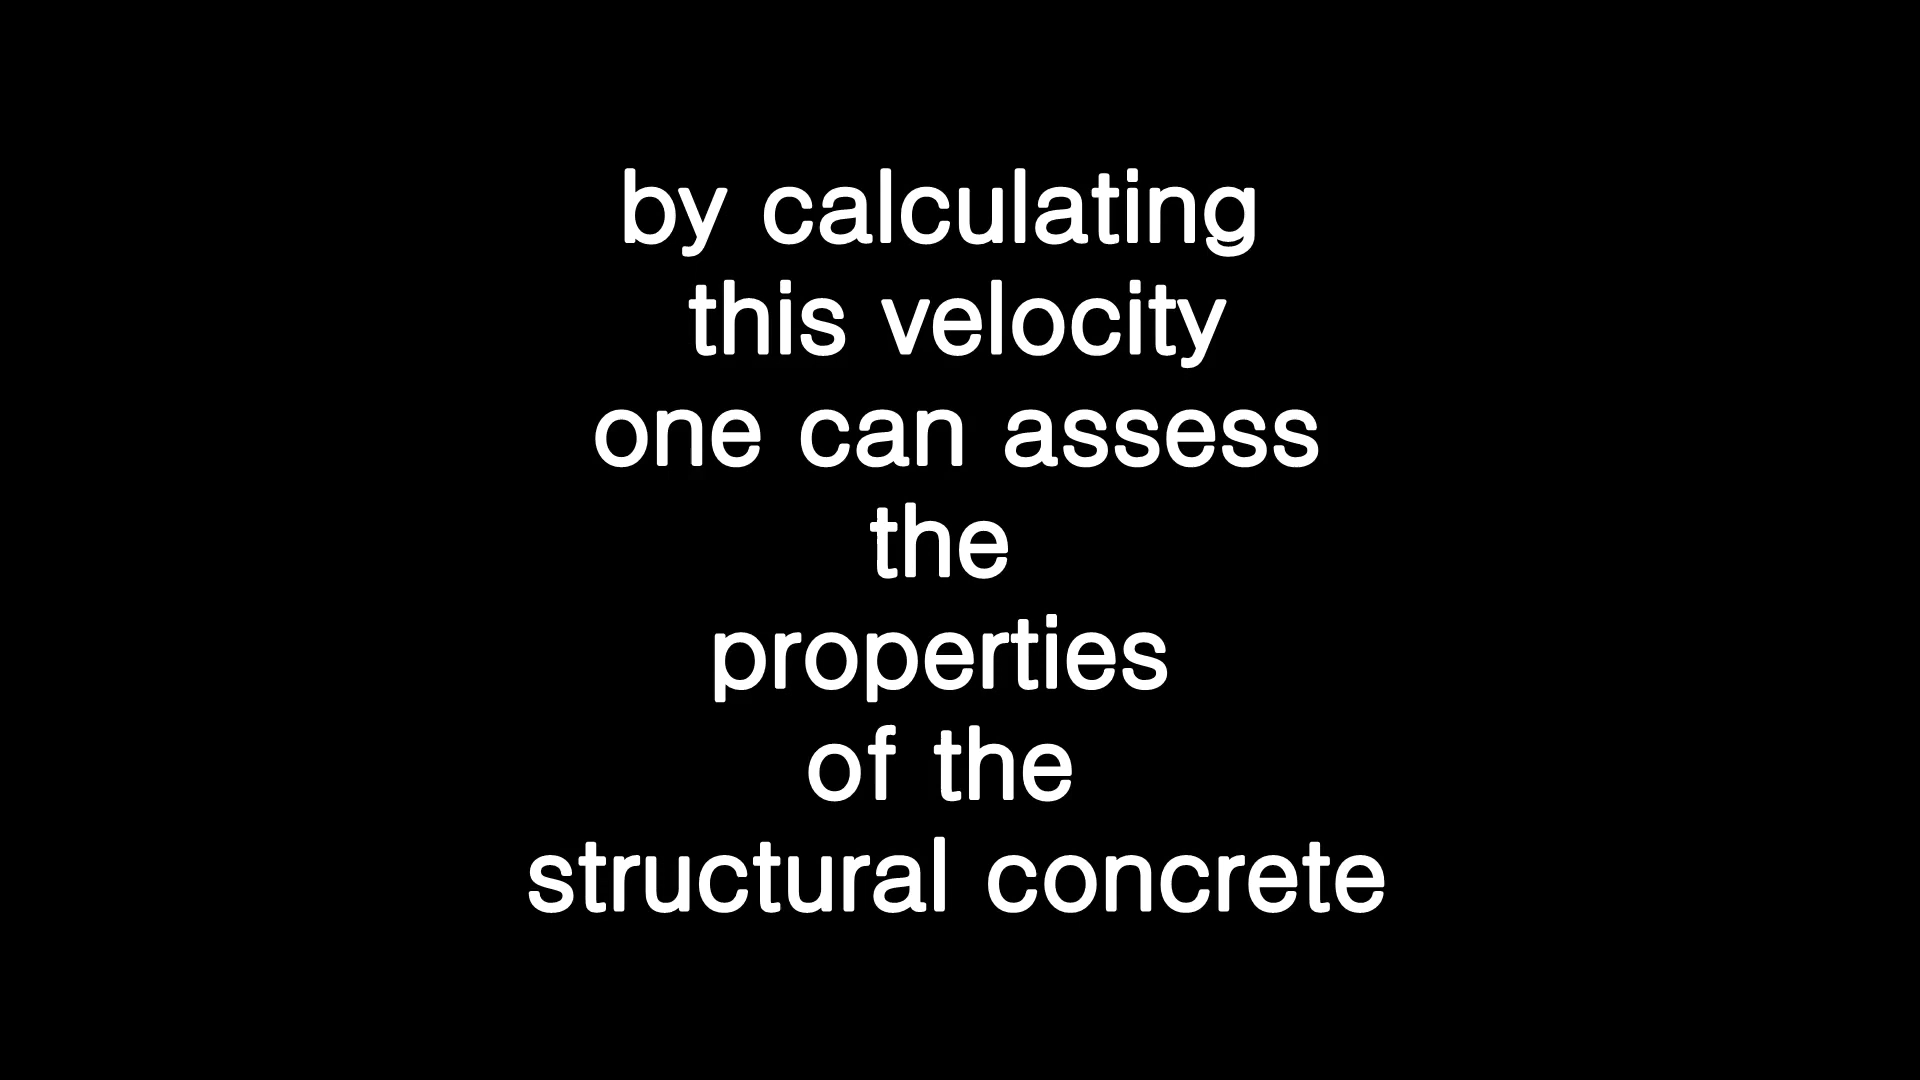 by calculating
this velocity
one can assess
the
properties
of the
structural concrete